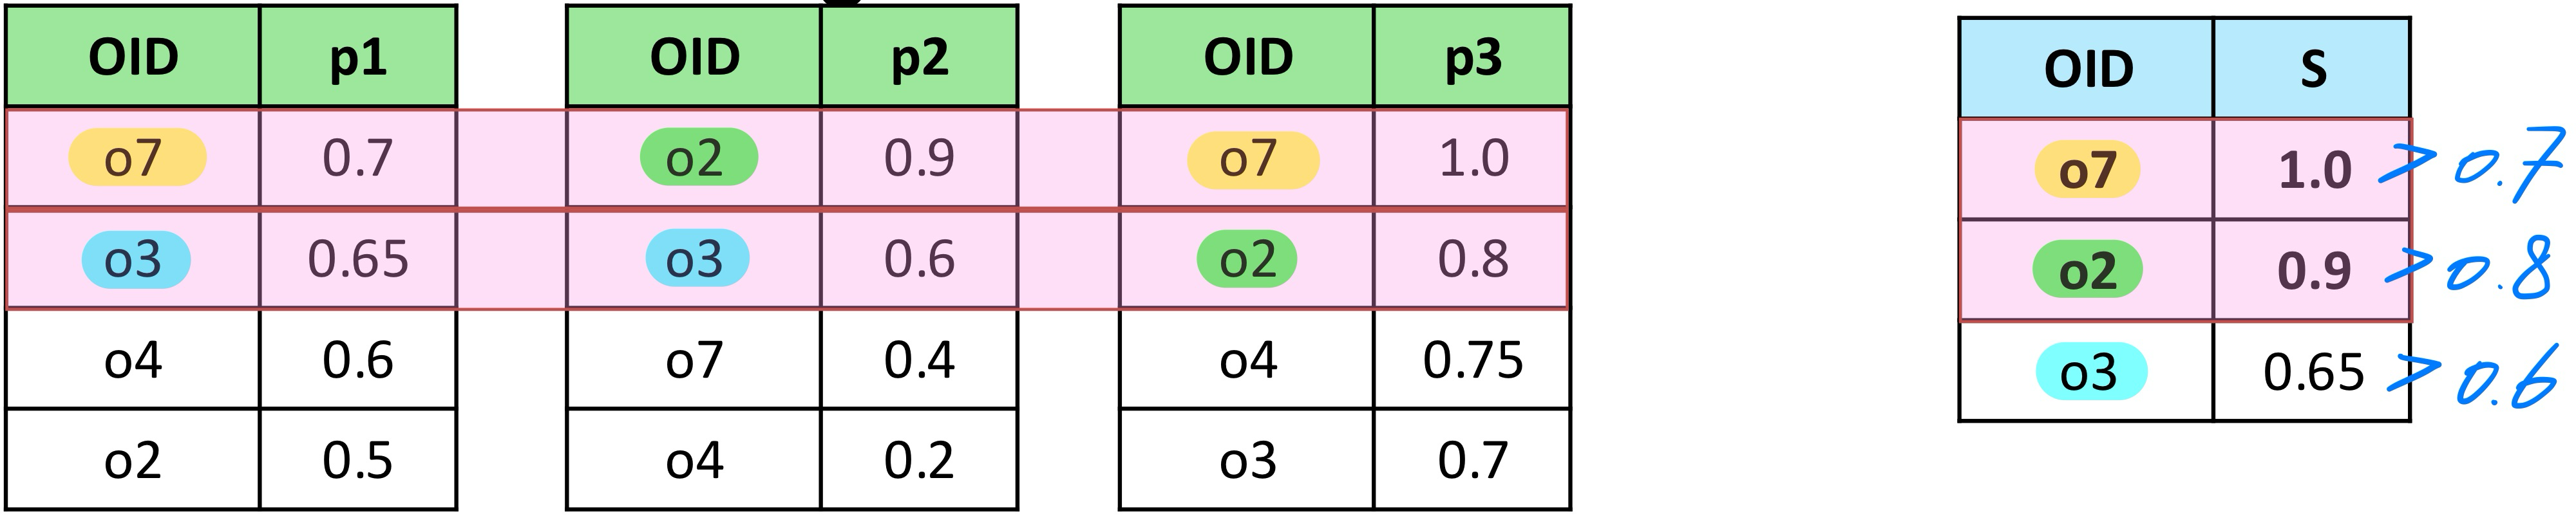 OID p1 OID p2 OID p3 OID S
o7 0.7 o2 0.9 o7 1.0 o7 1.0 > 0.7
o3 0.65 o3 0.6 o2 0.8 o2 0.9 > 0.8
o4 0.6 o7 0.4 o4 0.75 o3 0.65 > 0.6
o2 0.5 o4 0.2 o3 0.7